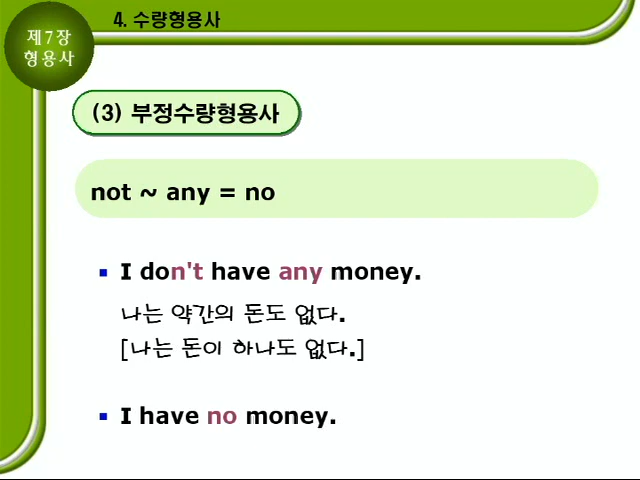 4. 수량형용사
제7장
형용사
(3) 부정수량형용사
not ~ any = no
I don't have any money.
나는 약간의 돈도 없다.
[나는 돈이 하나도 없다.]
I have no money.